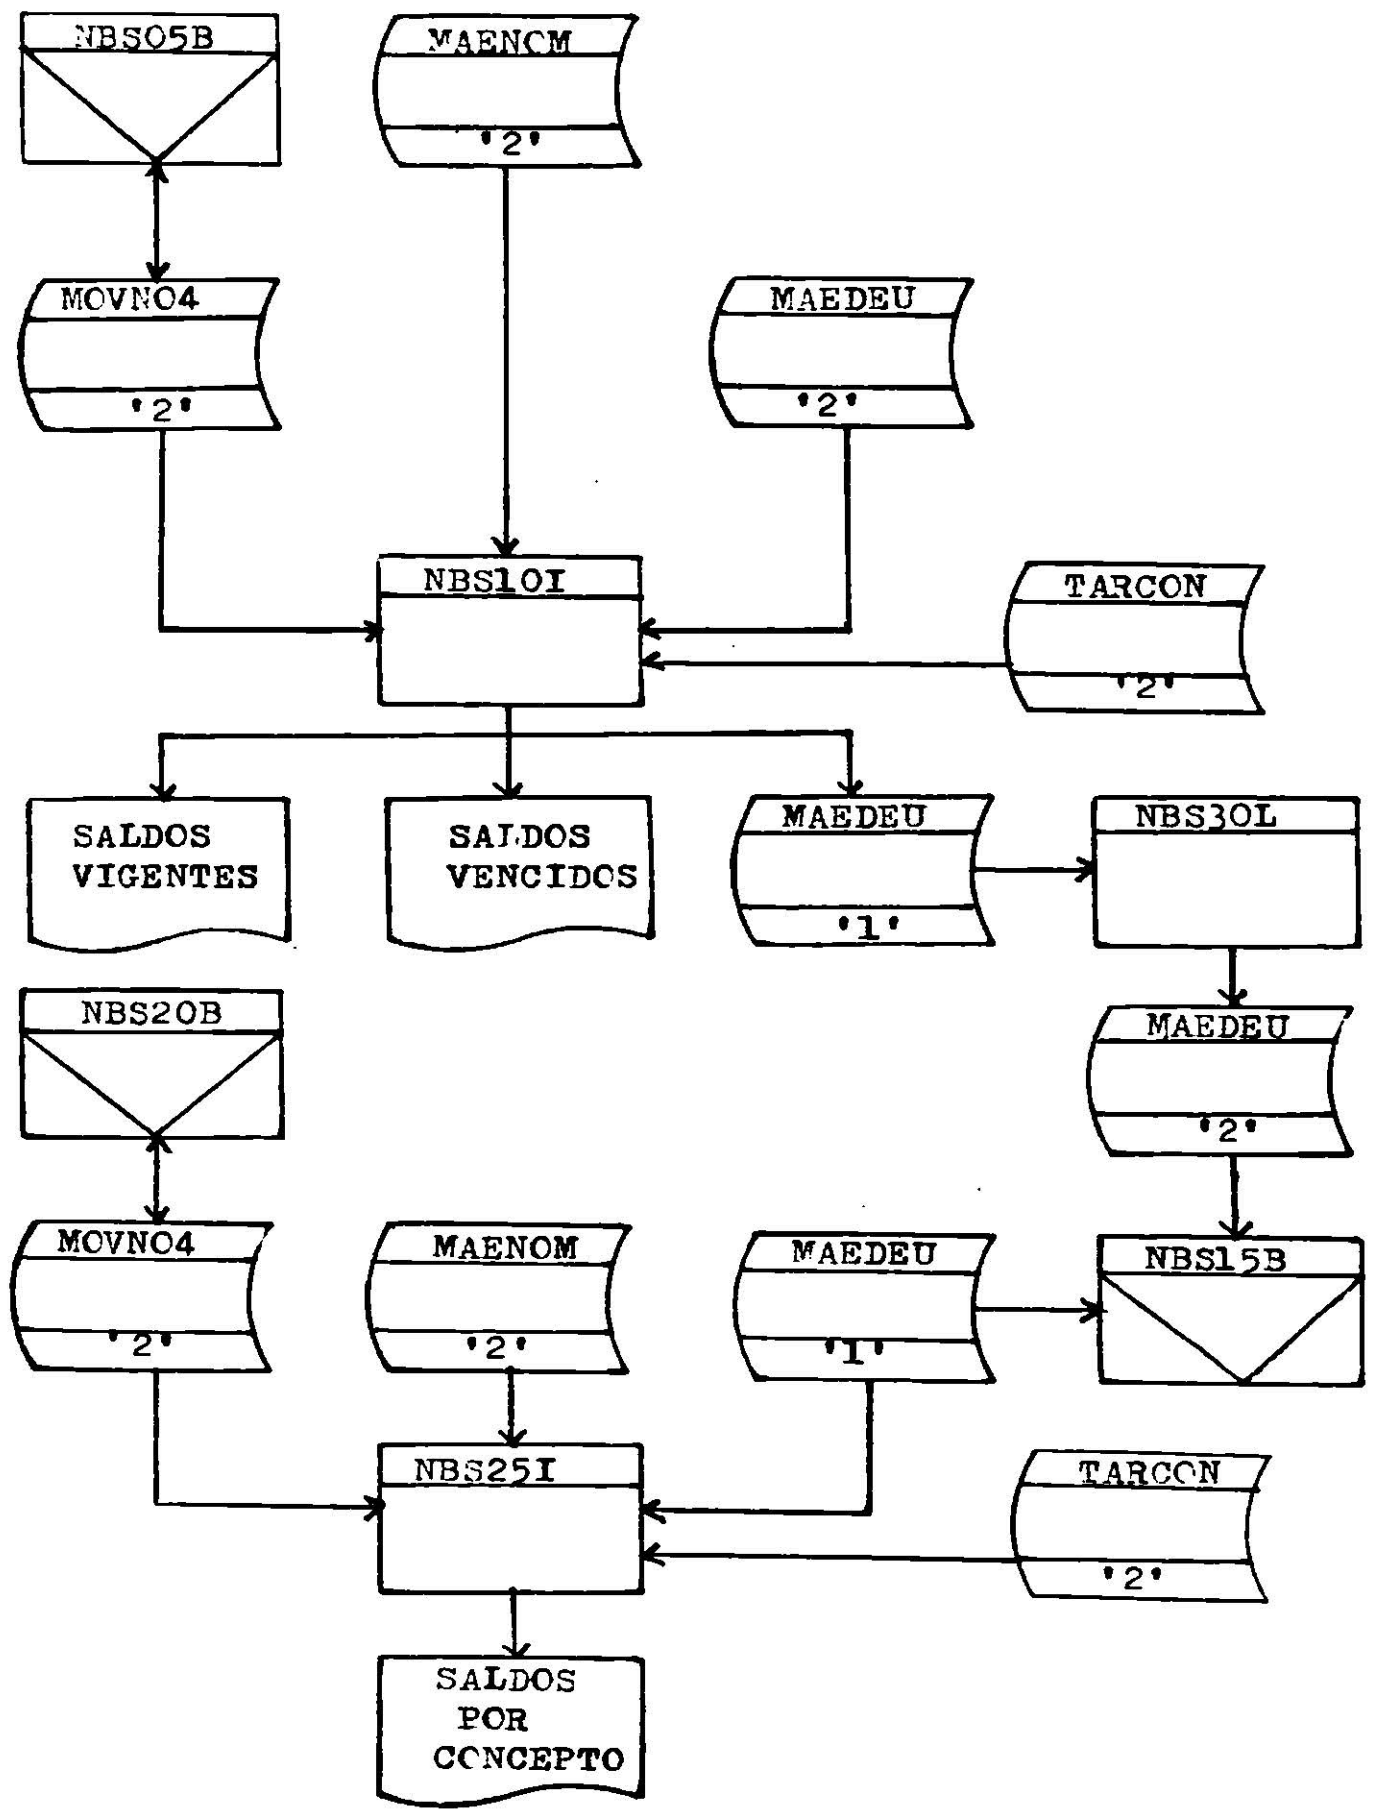 NBS05B
MAENOM
'2'
MOVN04
'2'
MAEDEU
'2'
NBS10I
TARCON
'2'
SALDOS
VIGENTES
SALDOS
VENCIDOS
MAEDEU
'1'
NBS30L
NBS20B
MAEDEU
'2'
MOVN04
'2'
MAENOM
'2'
MAEDEU
'1'
NBS15B
NBS25I
TARCON
'2'
SALDOS
POR
CONCEPTO